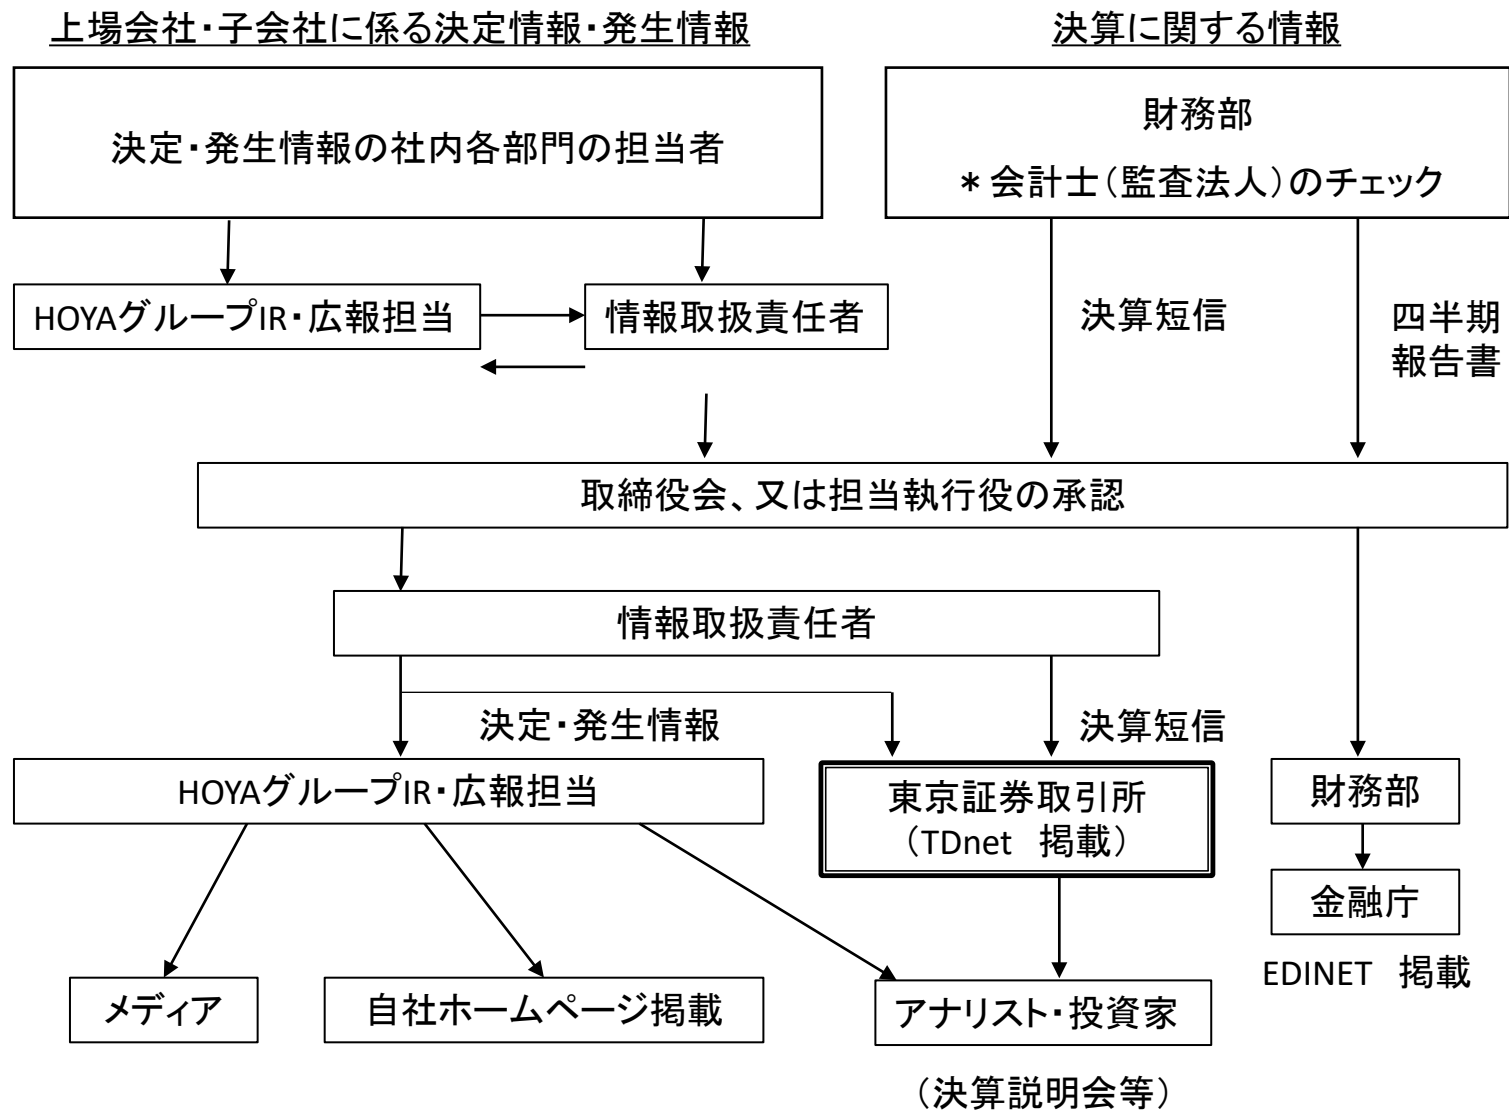 上場会社・子会社に係る決定情報・発生情報
決算に関する情報
決定・発生情報の社内各部門の担当者
財務部
＊会計士（監査法人）のチェック
HOYAグループIR・広報担当
情報取扱責任者
決算短信
四半期
報告書
取締役会、又は担当執行役の承認
情報取扱責任者
決定・発生情報
決算短信
HOYAグループIR・広報担当
東京証券取引所
（TDnet　掲載）
財務部
金融庁
EDINET　掲載
メディア
自社ホームページ掲載
アナリスト・投資家
（決算説明会等）